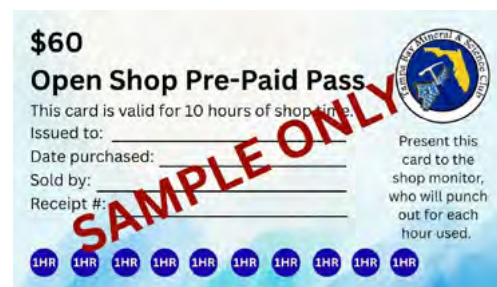 $60
Open Shop Pre-Paid Pass
This card is valid for 10 hours of shop time.
Issued to:
Date purchased:
Sold by:
Receipt #:
SAMPLE ONLY
Tampa Bay Mineral & Science Club
Present this
card to the
shop monitor,
who will punch
out for each
hour used.
1HR 1HR 1HR 1HR 1HR 1HR 1HR 1HR 1HR 1HR